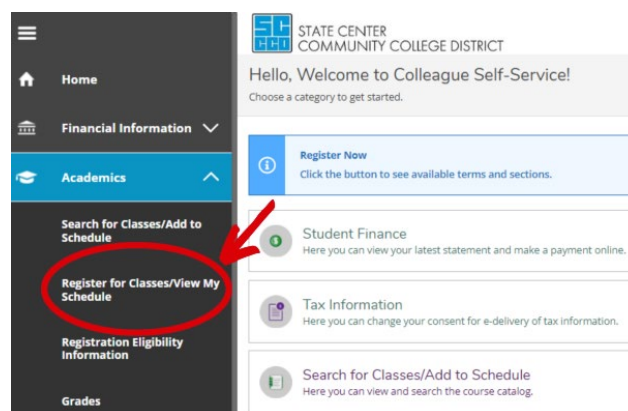 Home
Financial Information
Academics
Search for Classes/Add to
Schedule
Register for Classes/View My
Schedule
Registration Eligibility
Information
Grades
SC
CCD
STATE CENTER
COMMUNITY COLLEGE DISTRICT
Hello, Welcome to Colleague Self-Service!
Choose a category to get started.
Register Now
Click the button to see available terms and sections.
Student Finance
Here you can view your latest statement and make a payment online.
Tax Information
Here you can change your consent for e-delivery of tax information.
Search for Classes/Add to Schedule
Here you can view and search the course catalog.